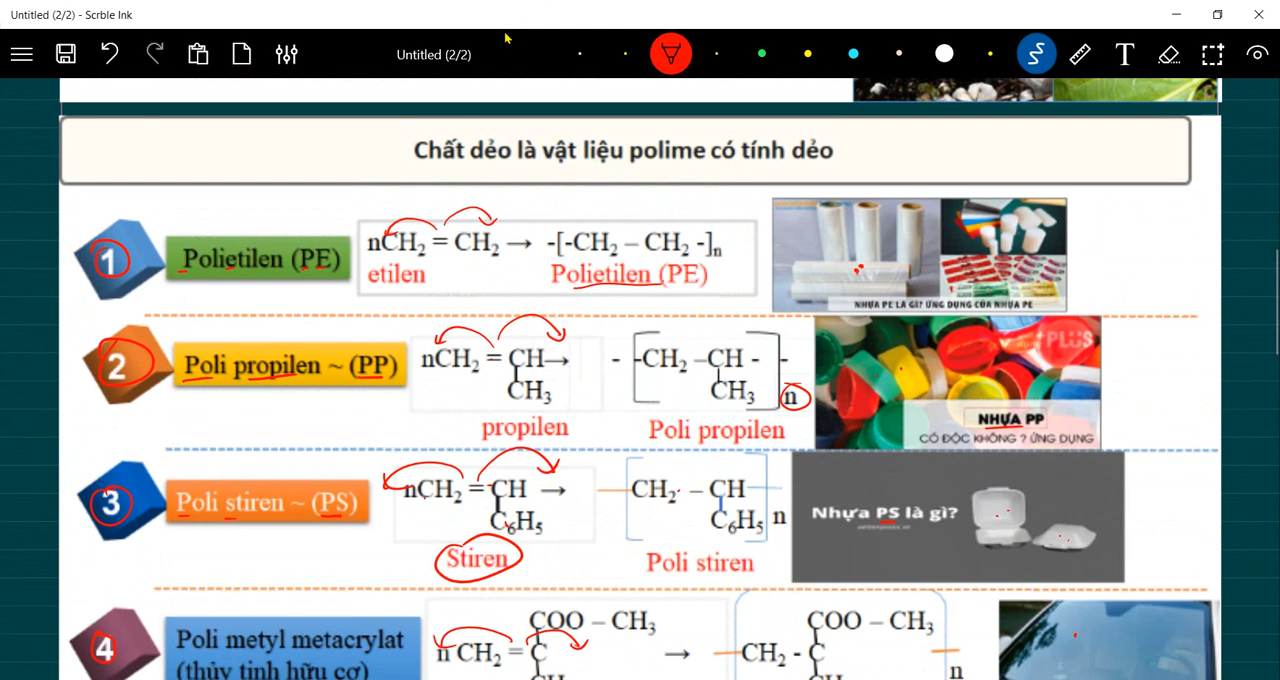 Untitled (2/2) - Scrble Ink
Untitled (2/2)
T
Chất dẻo là vật liệu polime có tính dẻo
1
Polietilen (PE)
nCH₂ = CH₂ → -[-CH₂ – CH₂ -]n
etilen
Polietilen (PE)
NHỰA PE LÀ GÌ? ỨNG DỤNG CỦA NHỰA PE
2
Poli propilen ~ (PP)
nCH₂ = CH→
CH₃
propilen
- -CH₂ –CH - -
CH₃ n
Poli propilen
PLUS
NHỰA PP
CÓ ĐỘC KHÔNG ? ỨNG DỤNG
3
Poli stiren ~ (PS)
nCH₂ = CH →
C₆H₅
Stiren
CH₂ – CH
C₆H₅ n
Poli stiren
Nhựa PS là gì?
4
Poli metyl metacrylat
(thủy tinh hữu cơ)
COO – CH₃
n CH₂ = C →
COO – CH₃
CH₂ - C
n